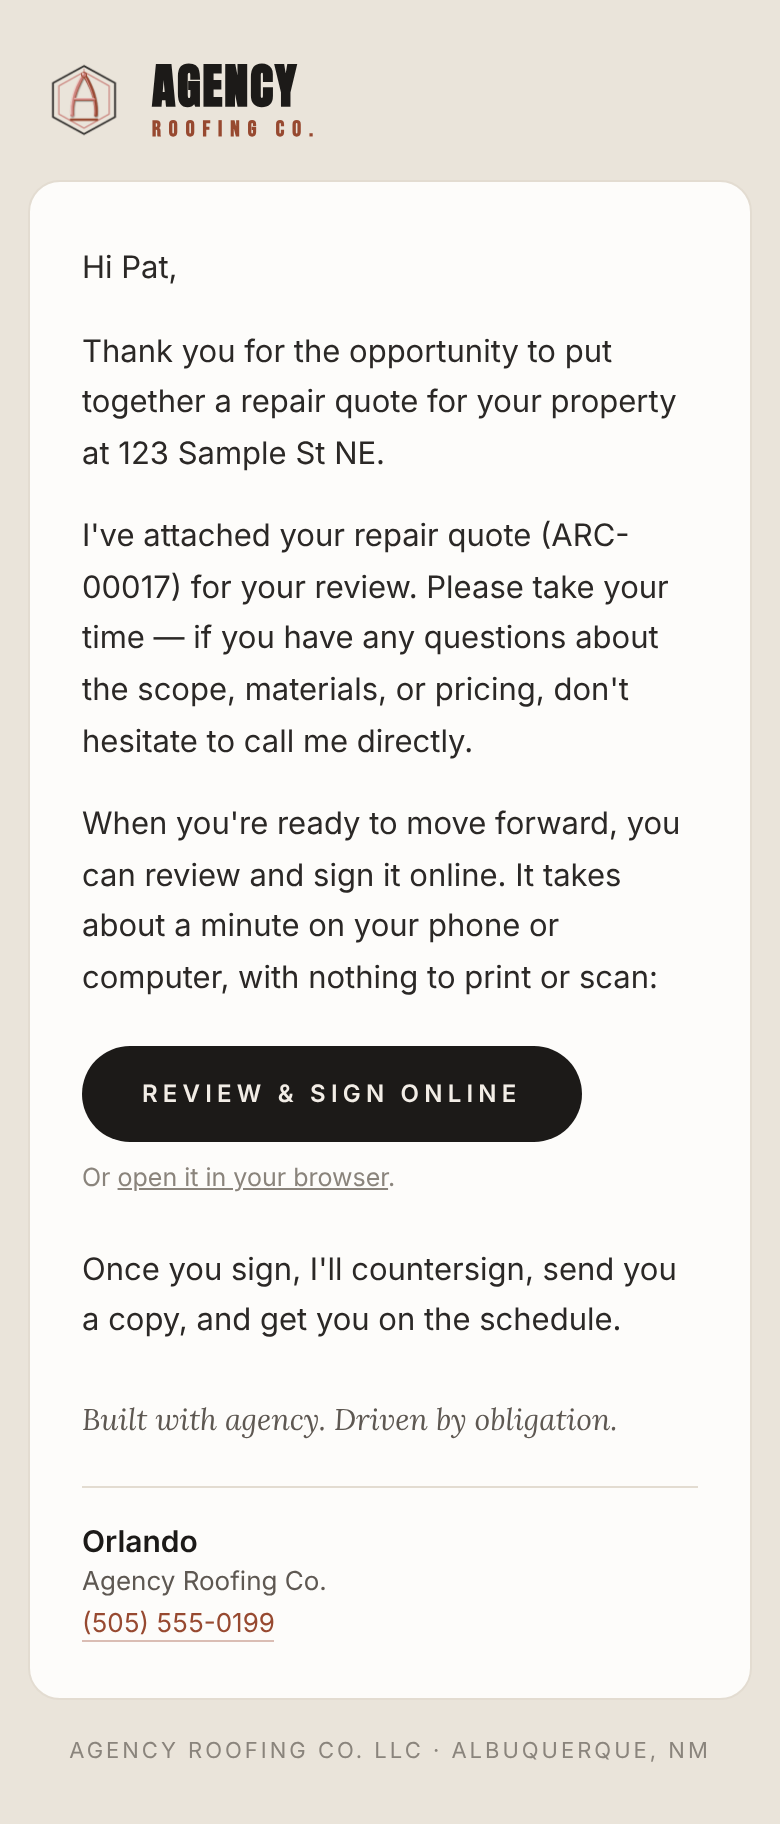 AGENCY
ROOFING CO.
Hi Pat,
Thank you for the opportunity to put
together a repair quote for your property
at 123 Sample St NE.
I've attached your repair quote (ARC-
00017) for your review. Please take your
time — if you have any questions about
the scope, materials, or pricing, don't
hesitate to call me directly.
When you're ready to move forward, you
can review and sign it online. It takes
about a minute on your phone or
computer, with nothing to print or scan:
REVIEW & SIGN ONLINE
Or open it in your browser.
Once you sign, I'll countersign, send you
a copy, and get you on the schedule.
Built with agency. Driven by obligation.
Orlando
Agency Roofing Co.
(505) 555-0199
AGENCY ROOFING CO. LLC · ALBUQUERQUE, NM